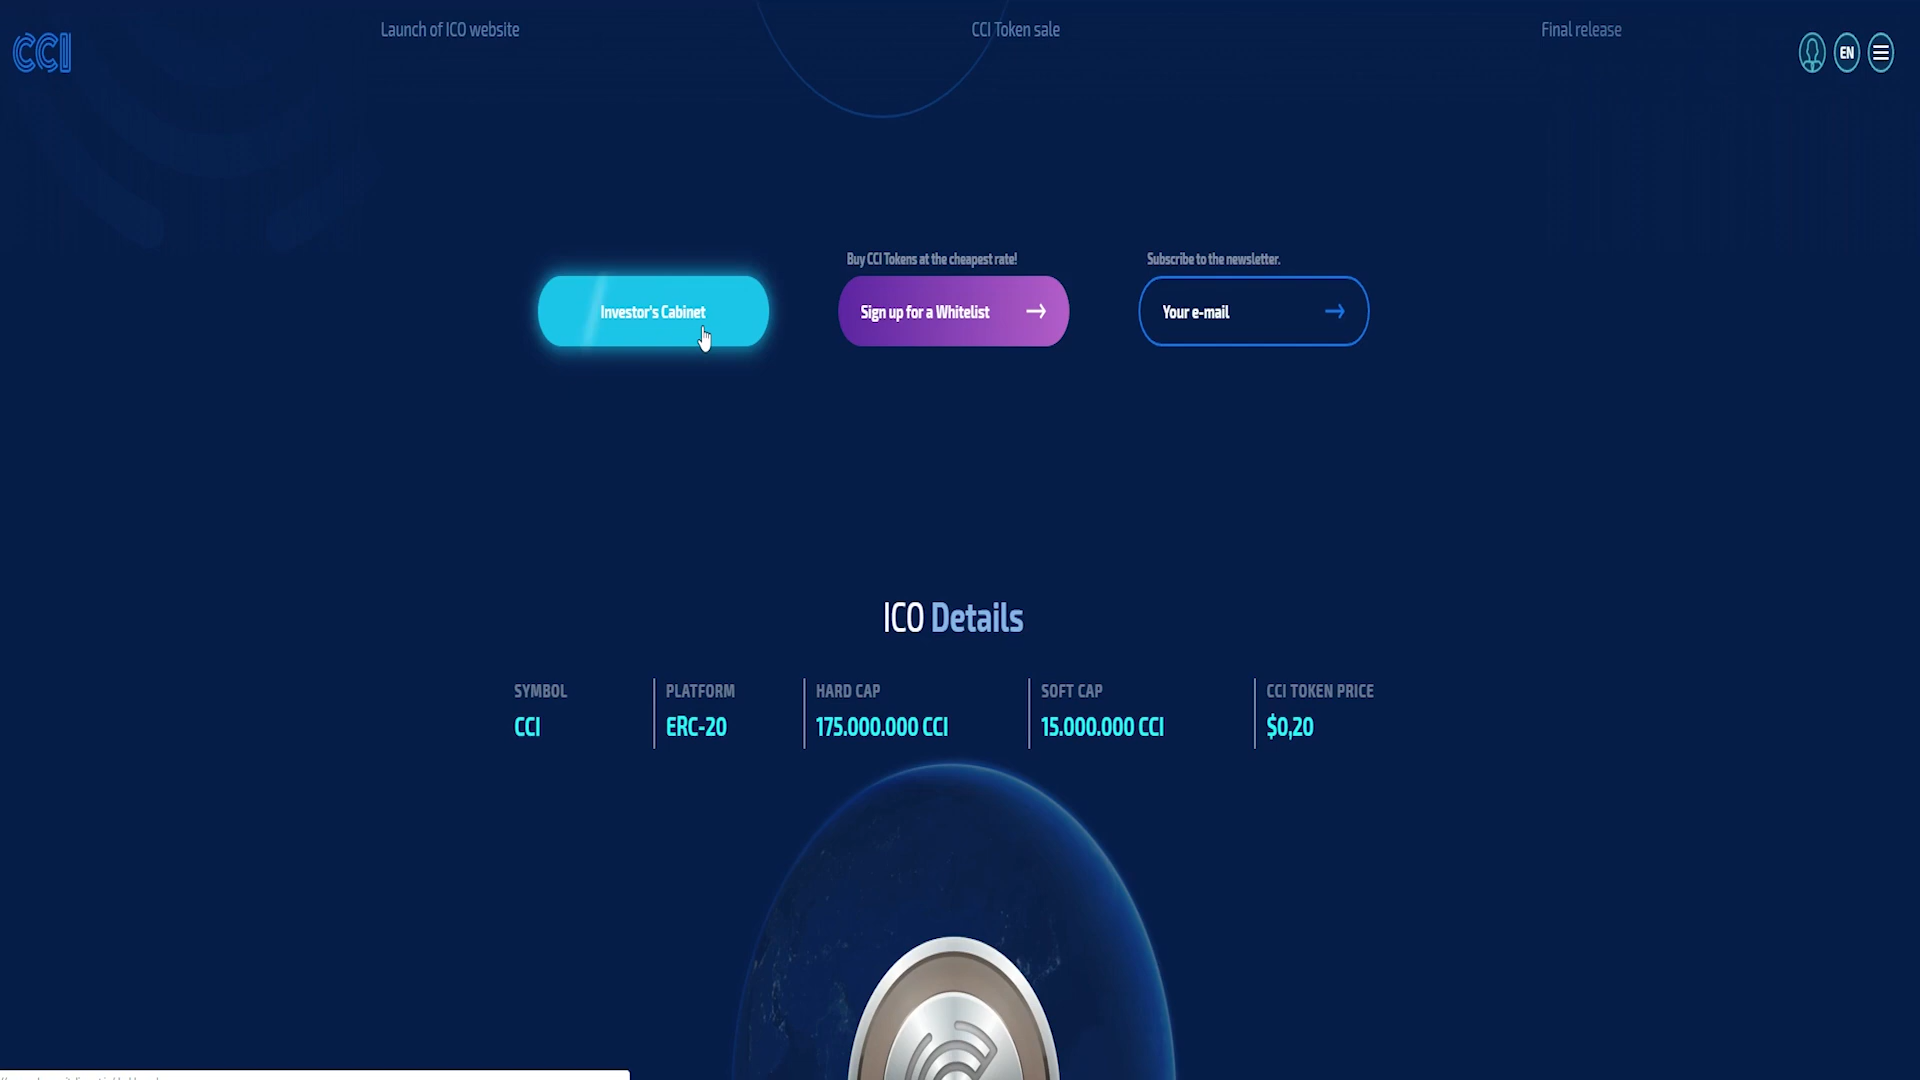 Launch of ICO website
CCI Token sale
Final release
CCI
EN
Buy CCI Tokens at the cheapest rate!
Subscribe to the newsletter.
Investor's Cabinet
Sign up for a Whitelist
Your e-mail
ICO Details
SYMBOL
PLATFORM
HARD CAP
SOFT CAP
CCI TOKEN PRICE
CCI
ERC-20
175.000.000 CCI
15.000.000 CCI
$0,20